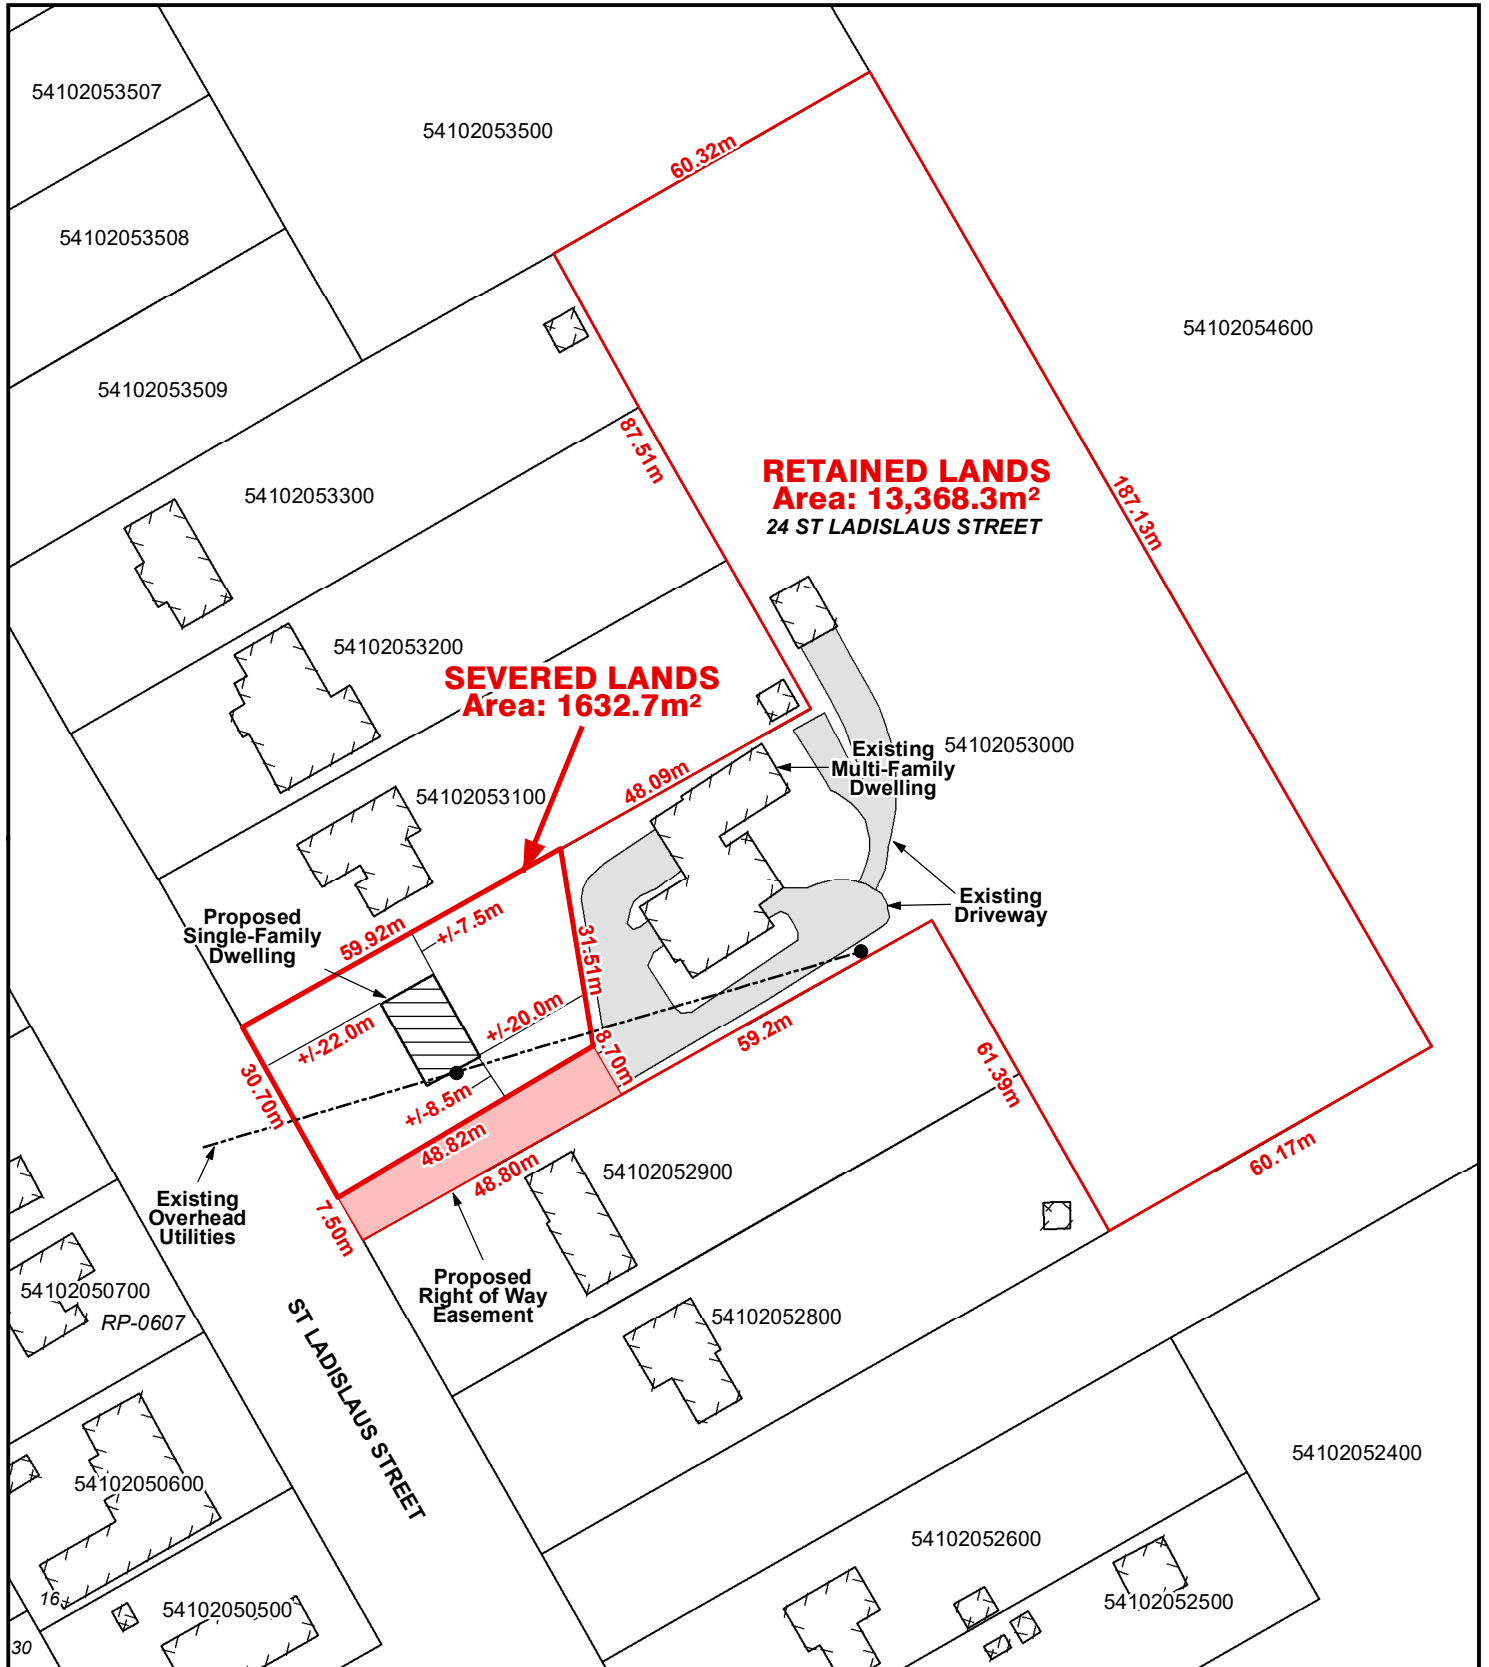 54102053507
54102053500
60.32m
54102053508
54102054600
54102053509
87.51m
RETAINED LANDS
Area: 13,368.3m²
24 ST LADISLAUS STREET
187.13m
54102053300
54102053200
SEVERED LANDS
Area: 1632.7m²
54102053000
Existing
Multi-Family
Dwelling
48.09m
54102053100
Existing
Driveway
Proposed
Single-Family
Dwelling
59.92m
+/-7.5m
31.51m
+/-22.0m
+/-20.0m
59.2m
8.70m
61.39m
30.70m
+/-8.5m
48.82m
48.80m
60.17m
54102052900
Existing
Overhead
Utilities
7.50m
Proposed
Right of Way
Easement
54102050700
RP-0607
54102052800
ST LADISLAUS STREET
54102052400
54102050600
54102052600
16
54102050500
54102052500
30